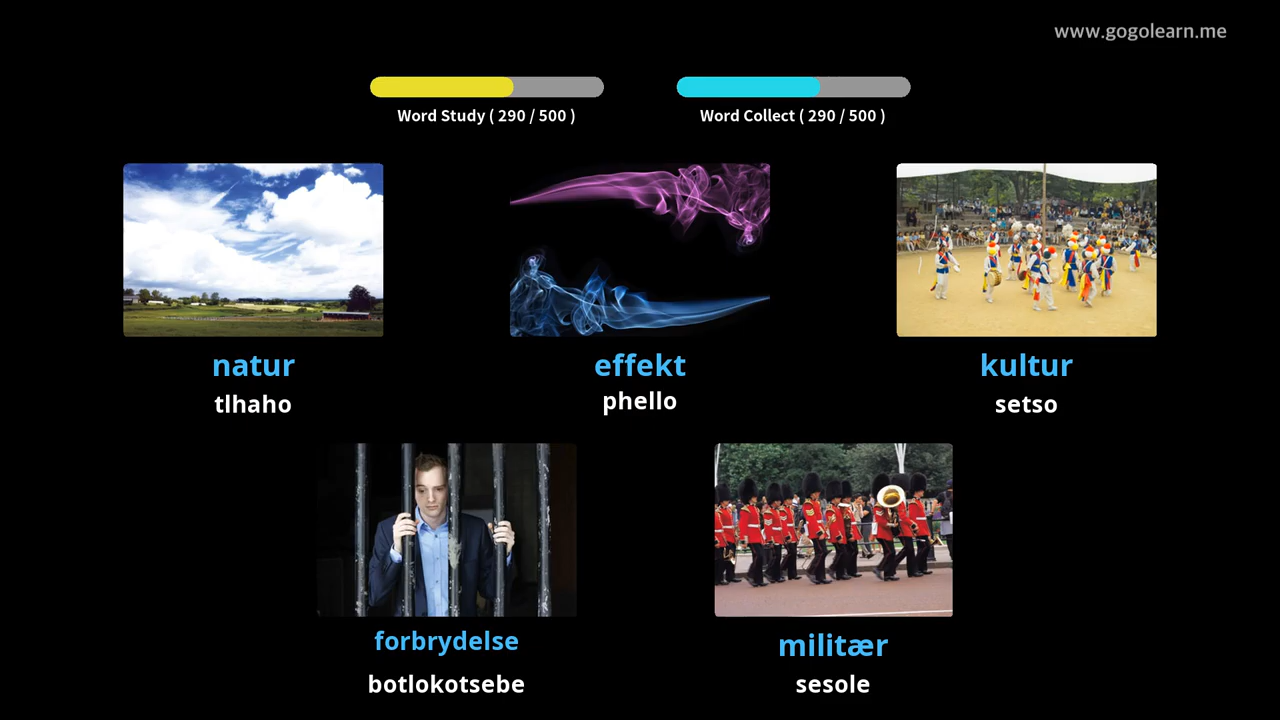 www.gogolearn.me
Word Study ( 290 / 500 )
Word Collect ( 290 / 500 )
natur
tlhaho
effekt
phello
kultur
setso
forbrydelse
botlokotsebe
militær
sesole